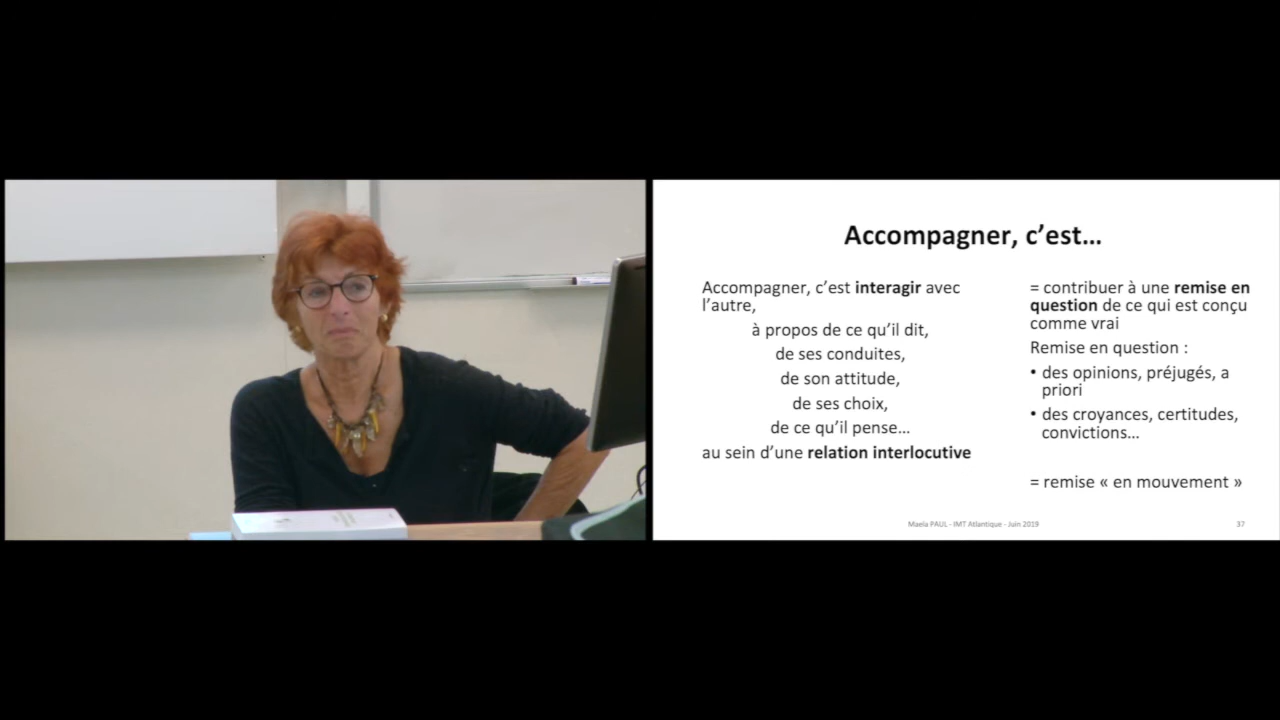 Accompagner, c’est…
Accompagner, c’est interagir avec
l’autre,
à propos de ce qu’il dit,
de ses conduites,
de son attitude,
de ses choix,
de ce qu’il pense…
au sein d’une relation interlocutive
= contribuer à une remise en
question de ce qui est conçu
comme vrai
Remise en question :
• des opinions, préjugés, a
priori
• des croyances, certitudes,
convictions…
= remise « en mouvement »
Maela PAUL - IMT Atlantique - Juin 2019
37